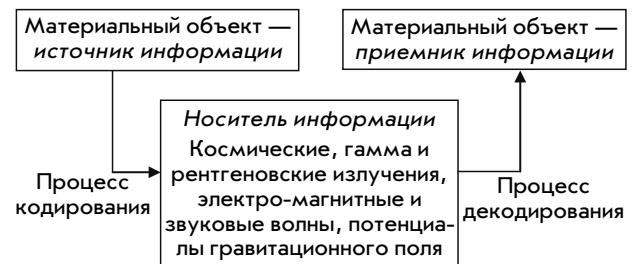 Материальный объект —
источник информации
Материальный объект —
приемник информации
Носитель информации
Космические, гамма и
рентгеновские излучения,
электро-магнитные и
звуковые волны, потенциа-
лы гравитационного поля
Процесс
кодирования
Процесс
декодирования